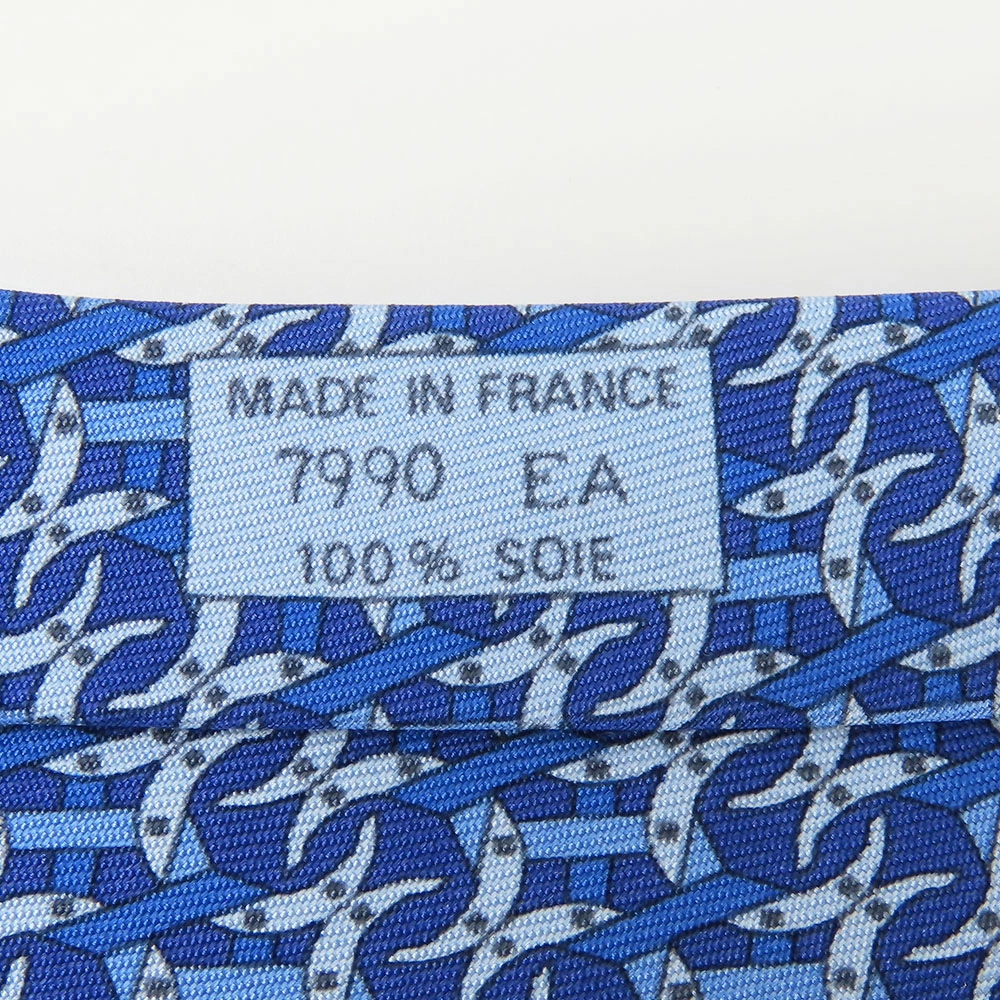 MADE IN FRANCE
7990 EA
100% SOIE